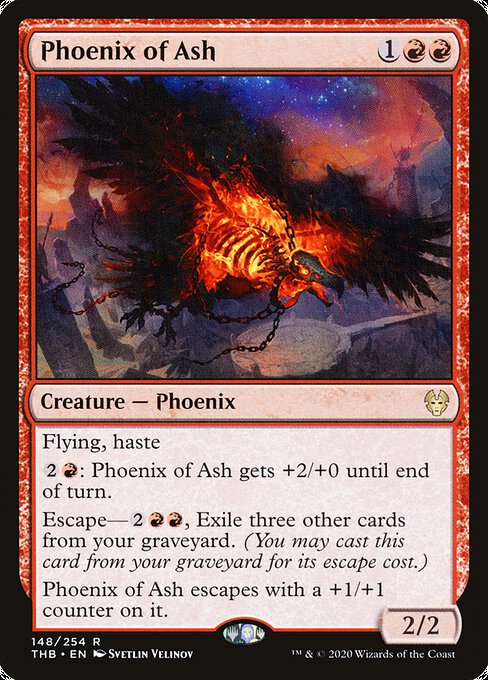 Phoenix of Ash 1
Creature — Phoenix
Flying, haste
2 : Phoenix of Ash gets +2/+0 until end
of turn.
Escape—2 , Exile three other cards
from your graveyard. (You may cast this
card from your graveyard for its escape cost.)
Phoenix of Ash escapes with a +1/+1
counter on it.
2/2
148/254 R
THB • EN Svetlin Velinov
™ & © 2020 Wizards of the Coast